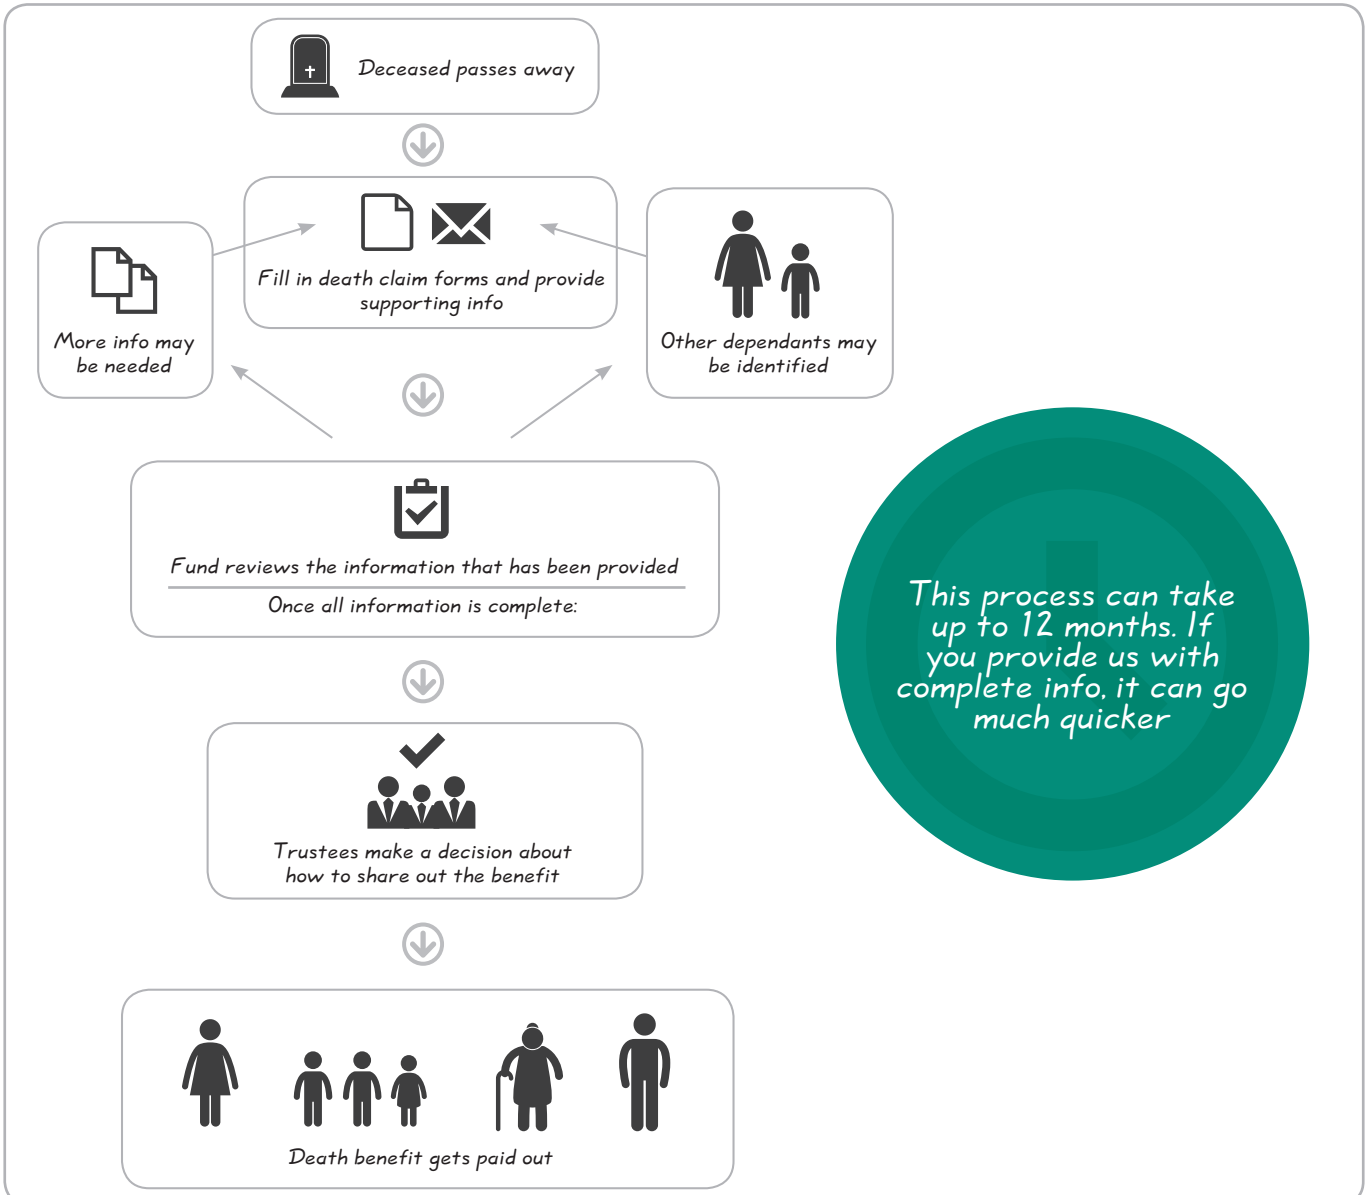 Deceased passes away
Fill in death claim forms and provide
supporting info
More info may
be needed
Other dependants may
be identified
Fund reviews the information that has been provided
Once all information is complete:
This process can take
up to 12 months. If
you provide us with
complete info, it can go
much quicker
Trustees make a decision about
how to share out the benefit
Death benefit gets paid out